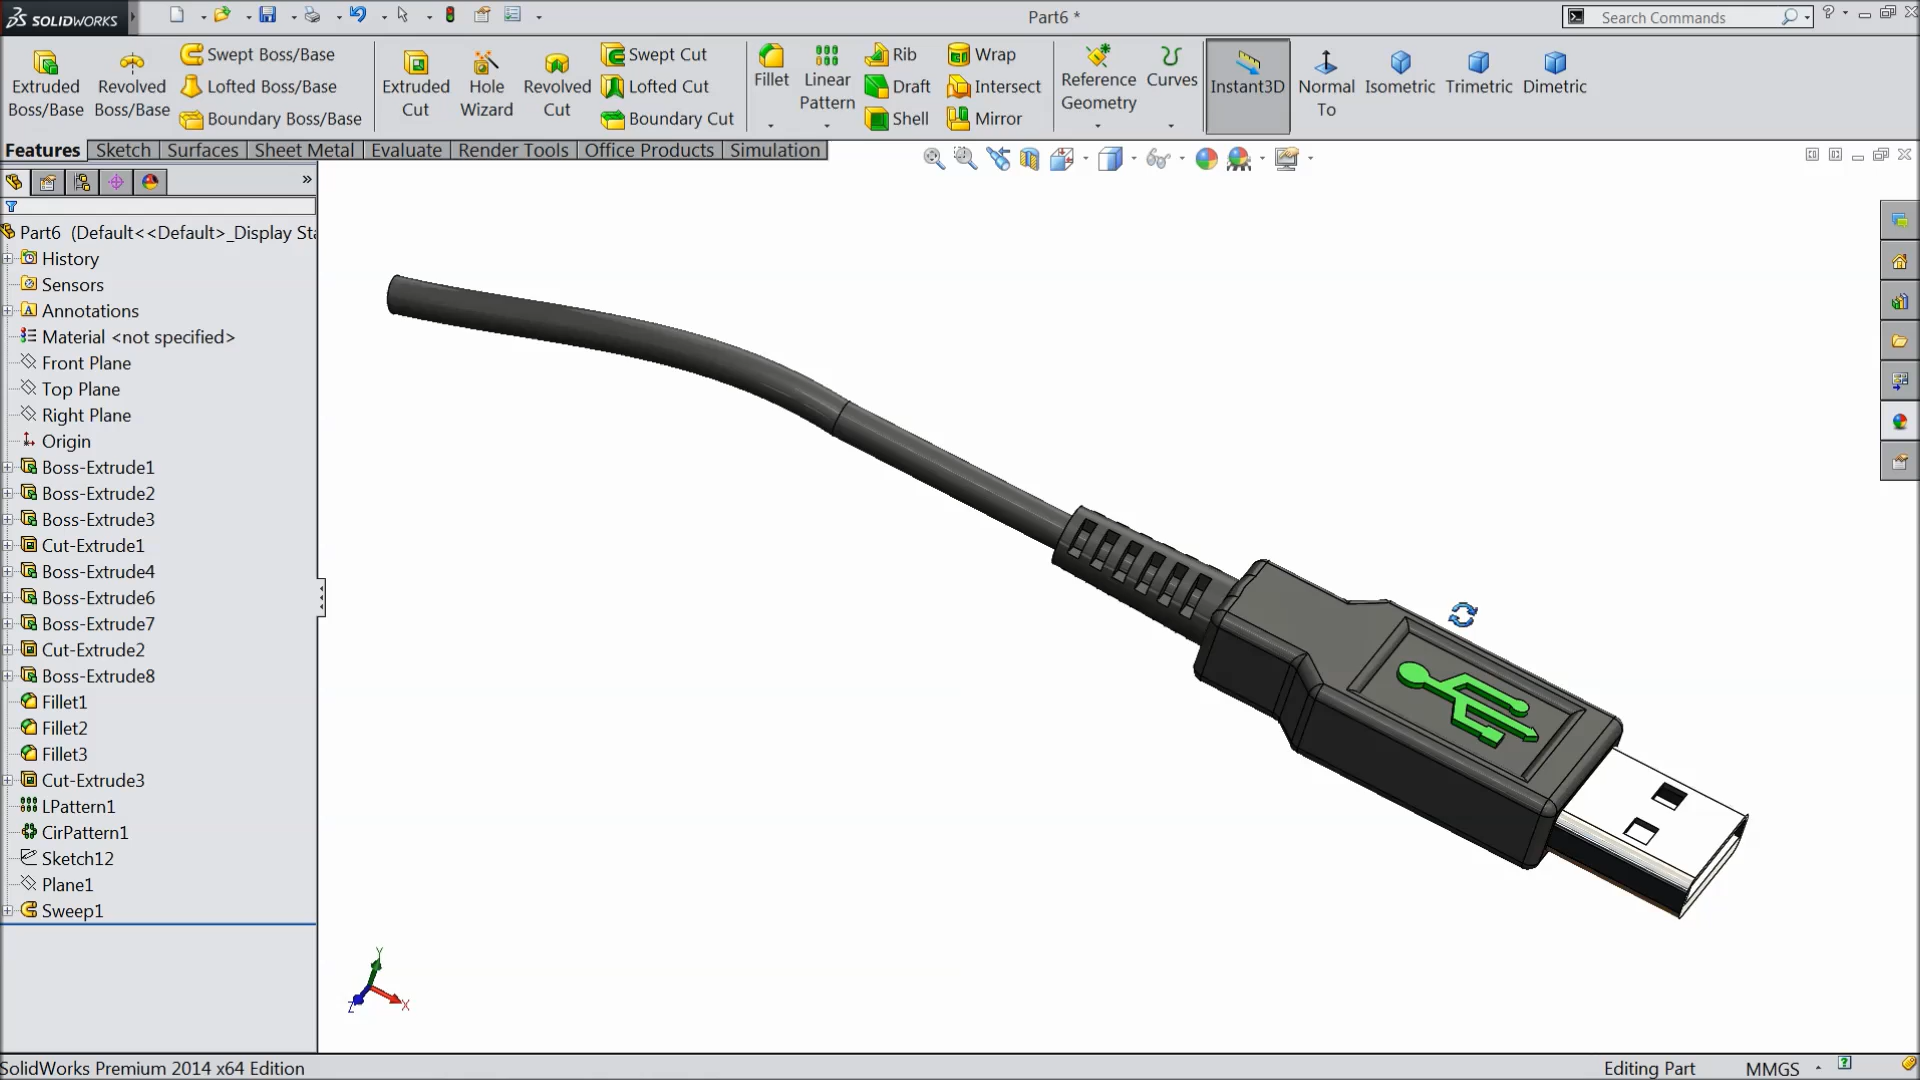 SOLIDWORKS
Part6 *
Search Commands
Extruded Boss/Base
Revolved Boss/Base
Swept Boss/Base
Lofted Boss/Base
Boundary Boss/Base
Extruded Cut
Hole Wizard
Revolved Cut
Swept Cut
Lofted Cut
Boundary Cut
Fillet
Linear Pattern
Rib
Draft
Shell
Wrap
Intersect
Mirror
Reference Geometry
Curves
Instant3D
Normal To
Isometric
Trimetric
Dimetric
Features
Sketch
Surfaces
Sheet Metal
Evaluate
Render Tools
Office Products
Simulation
Part6 (Default<<Default>_Display Sta
History
Sensors
Annotations
Material <not specified>
Front Plane
Top Plane
Right Plane
Origin
Boss-Extrude1
Boss-Extrude2
Boss-Extrude3
Cut-Extrude1
Boss-Extrude4
Boss-Extrude6
Boss-Extrude7
Cut-Extrude2
Boss-Extrude8
Fillet1
Fillet2
Fillet3
Cut-Extrude3
LPattern1
CirPattern1
Sketch12
Plane1
Sweep1
Y
Z
X
SolidWorks Premium 2014 x64 Edition
Editing Part
MMGS